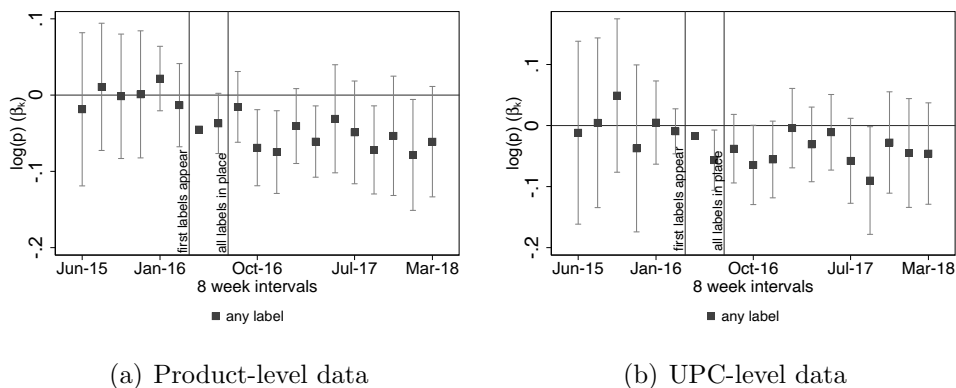 .1
0
-.1
-.2
log(p) (βk)
first labels appear
all labels in place
Jun-15 Jan-16 Oct-16 Jul-17 Mar-18
8 week intervals
any label
(a) Product-level data
.1
0
-.1
-.2
log(p) (βk)
first labels appear
all labels in place
Jun-15 Jan-16 Oct-16 Jul-17 Mar-18
8 week intervals
any label
(b) UPC-level data